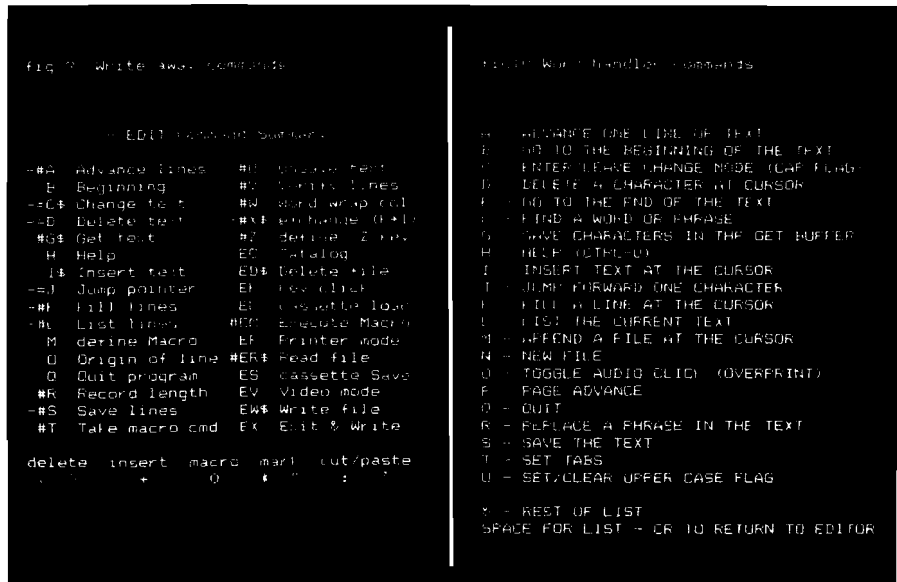 Write away commands
- EDIT Command Summary
-#A Advance lines
B Beginning
Change text
Delete text
#G$ Get text
H Help
I$ Insert text
Jump pointer
Fill lines
List lines
M define Macro
O Origin of line
Q Quit program
#R Record length
-#S Save lines
#T Take macro cmd
text
lines
#W word wrap col
exchange
#Z define Z key
EC Catalog
ED$ Delete file
Key click
cassette load
Execute Macro
EP Printer mode
#ER$ Read file
ES cassette Save
EV Video mode
EW$ Write file
EX Exit & Write
delete insert macro mark cut/paste
Word handler commands
A - ADVANCE ONE LINE OF TEXT
B - GO TO THE BEGINNING OF THE TEXT
C - ENTER/LEAVE CHANGE MODE (CAP FLAG)
D - DELETE A CHARACTER AT CURSOR
E - GO TO THE END OF THE TEXT
F - FIND A WORD OR PHRASE
G - SAVE CHARACTERS IN THE GET BUFFER
H - HELP
I - INSERT TEXT AT THE CURSOR
J - JUMP FORWARD ONE CHARACTER
K - FILL A LINE AT THE CURSOR
L - LIST THE CURRENT TEXT
M - APPEND A FILE AT THE CURSOR
N - NEW FILE
O - TOGGLE AUDIO CLICK (OVERPRINT)
P - PAGE ADVANCE
Q - QUIT
R - REPLACE A PHRASE IN THE TEXT
S - SAVE THE TEXT
T - SET TABS
U - SET/CLEAR UPPER CASE FLAG
- REST OF LIST
SPACE FOR LIST - CR TO RETURN TO EDITOR